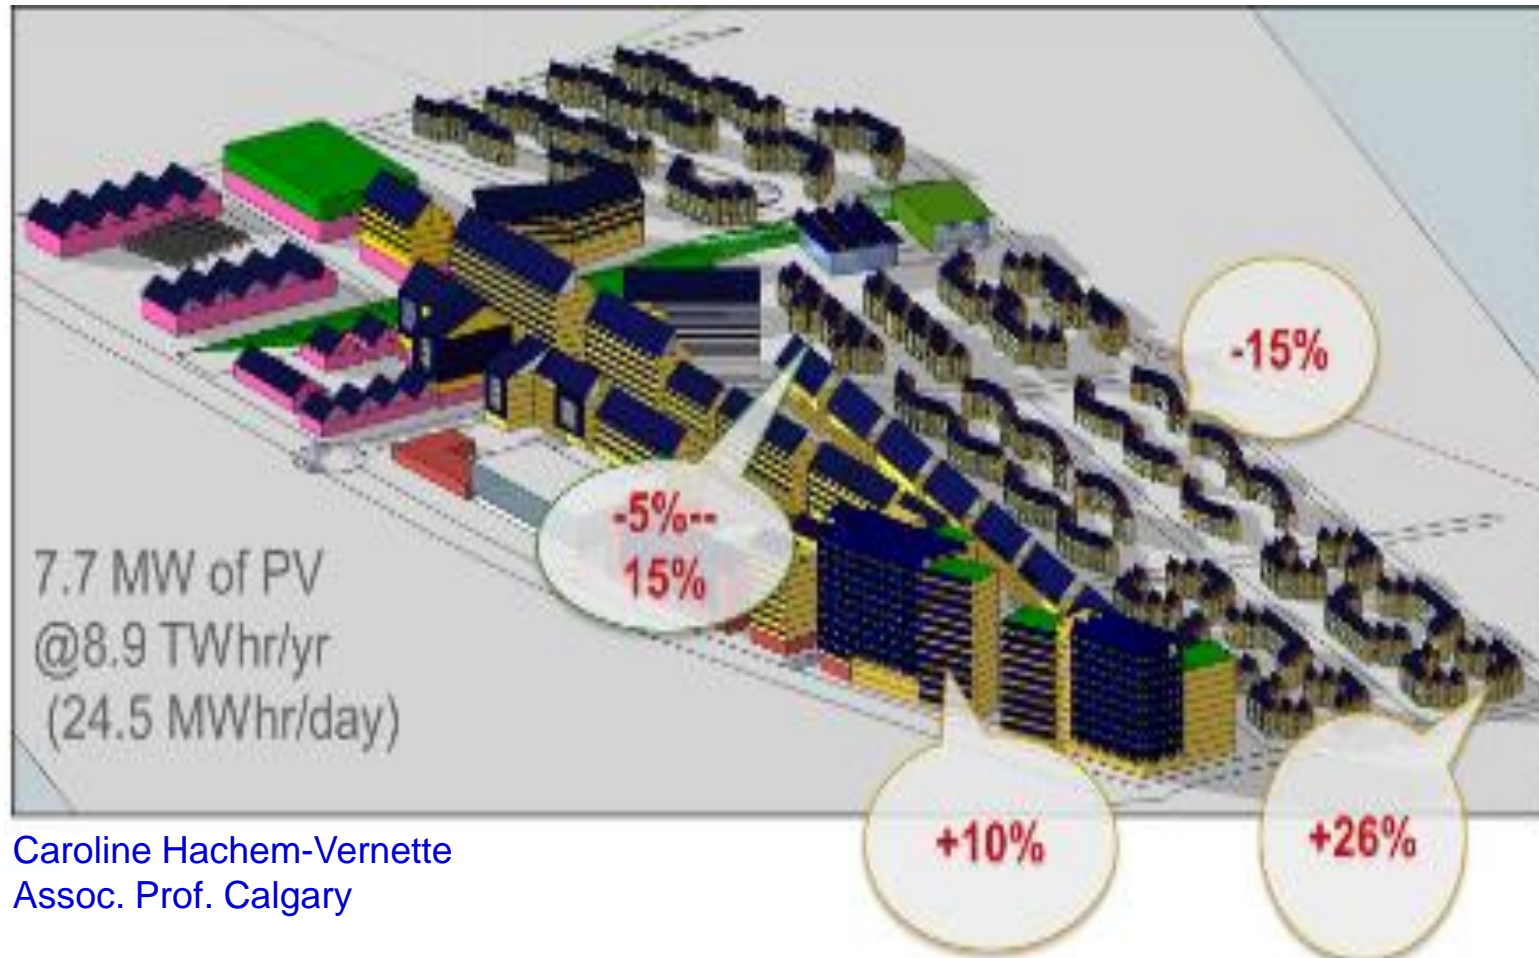 -15%
-5%--
15%
7.7 MW of PV
@8.9 TWhr/yr
(24.5 MWhr/day)
+10%
+26%
Caroline Hachem-Vernette
Assoc. Prof. Calgary